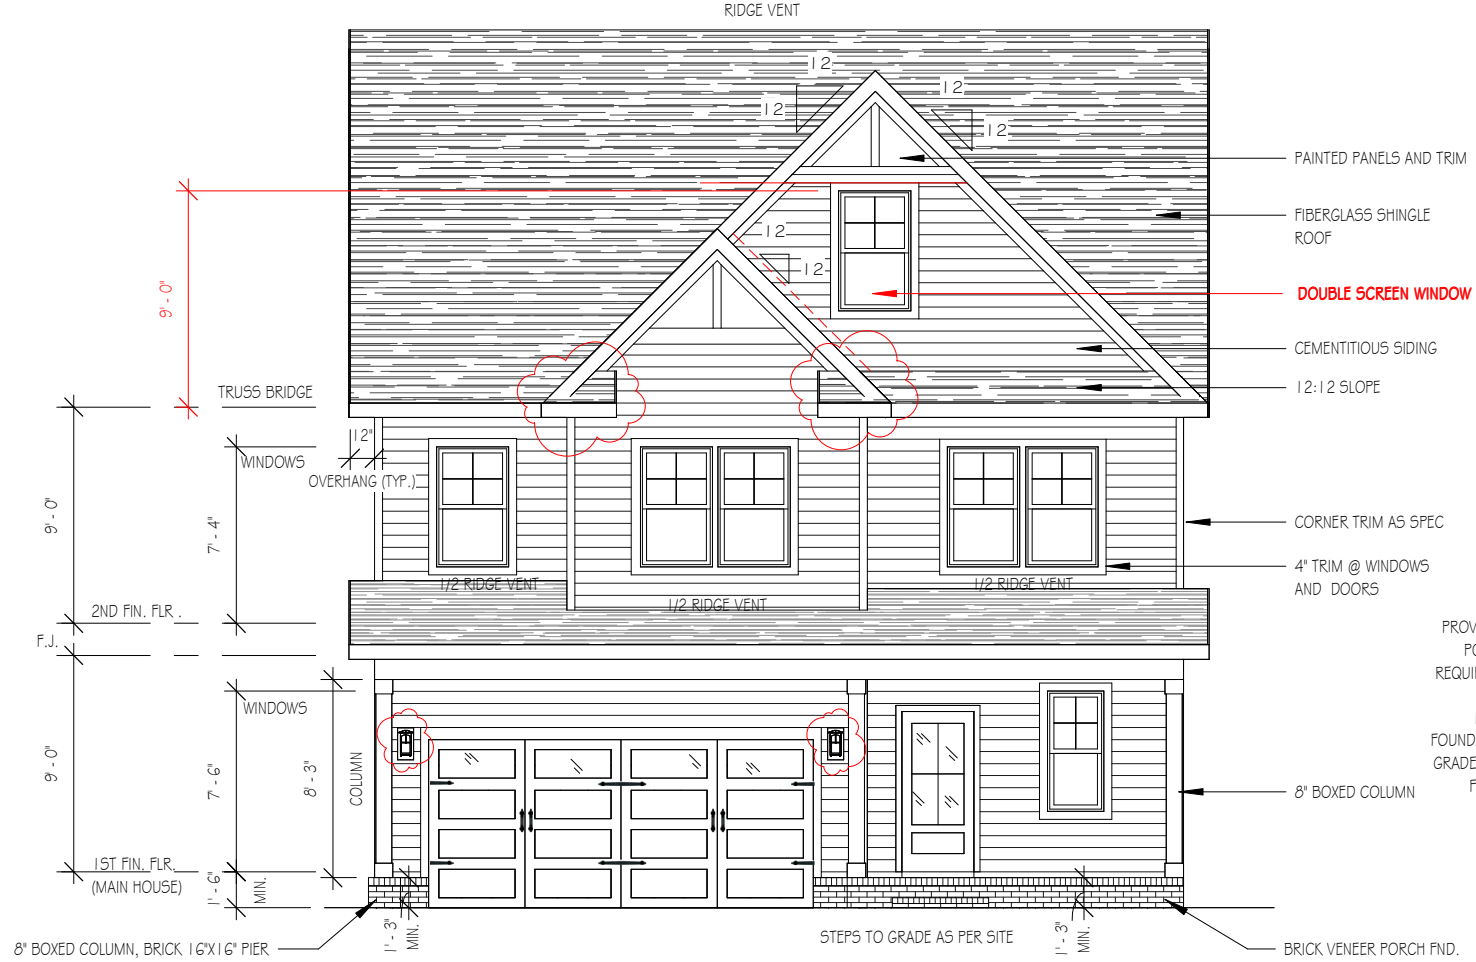 RIDGE VENT
12
12
12
12
PAINTED PANELS AND TRIM
FIBERGLASS SHINGLE
ROOF
12
12
9' - 0"
DOUBLE SCREEN WINDOW
CEMENTITIOUS SIDING
12:12 SLOPE
TRUSS BRIDGE
12"
WINDOWS
OVERHANG (TYP.)
9' - 0"
7' - 4"
CORNER TRIM AS SPEC
4" TRIM @ WINDOWS
AND DOORS
1/2 RIDGE VENT
1/2 RIDGE VENT
1/2 RIDGE VENT
2ND FIN. FLR .
F.J.
PROV
PO
REQUI
WINDOWS
FOUND
GRADE
F
9' - 0"
7' - 6"
8' - 3"
COLUMN
8" BOXED COLUMN
1ST FIN. FLR.
(MAIN HOUSE)
1' - 6"
MIN.
1' - 3"
MIN.
STEPS TO GRADE AS PER SITE
1' - 3"
MIN.
8" BOXED COLUMN, BRICK 16"X16" PIER
BRICK VENEER PORCH FND.